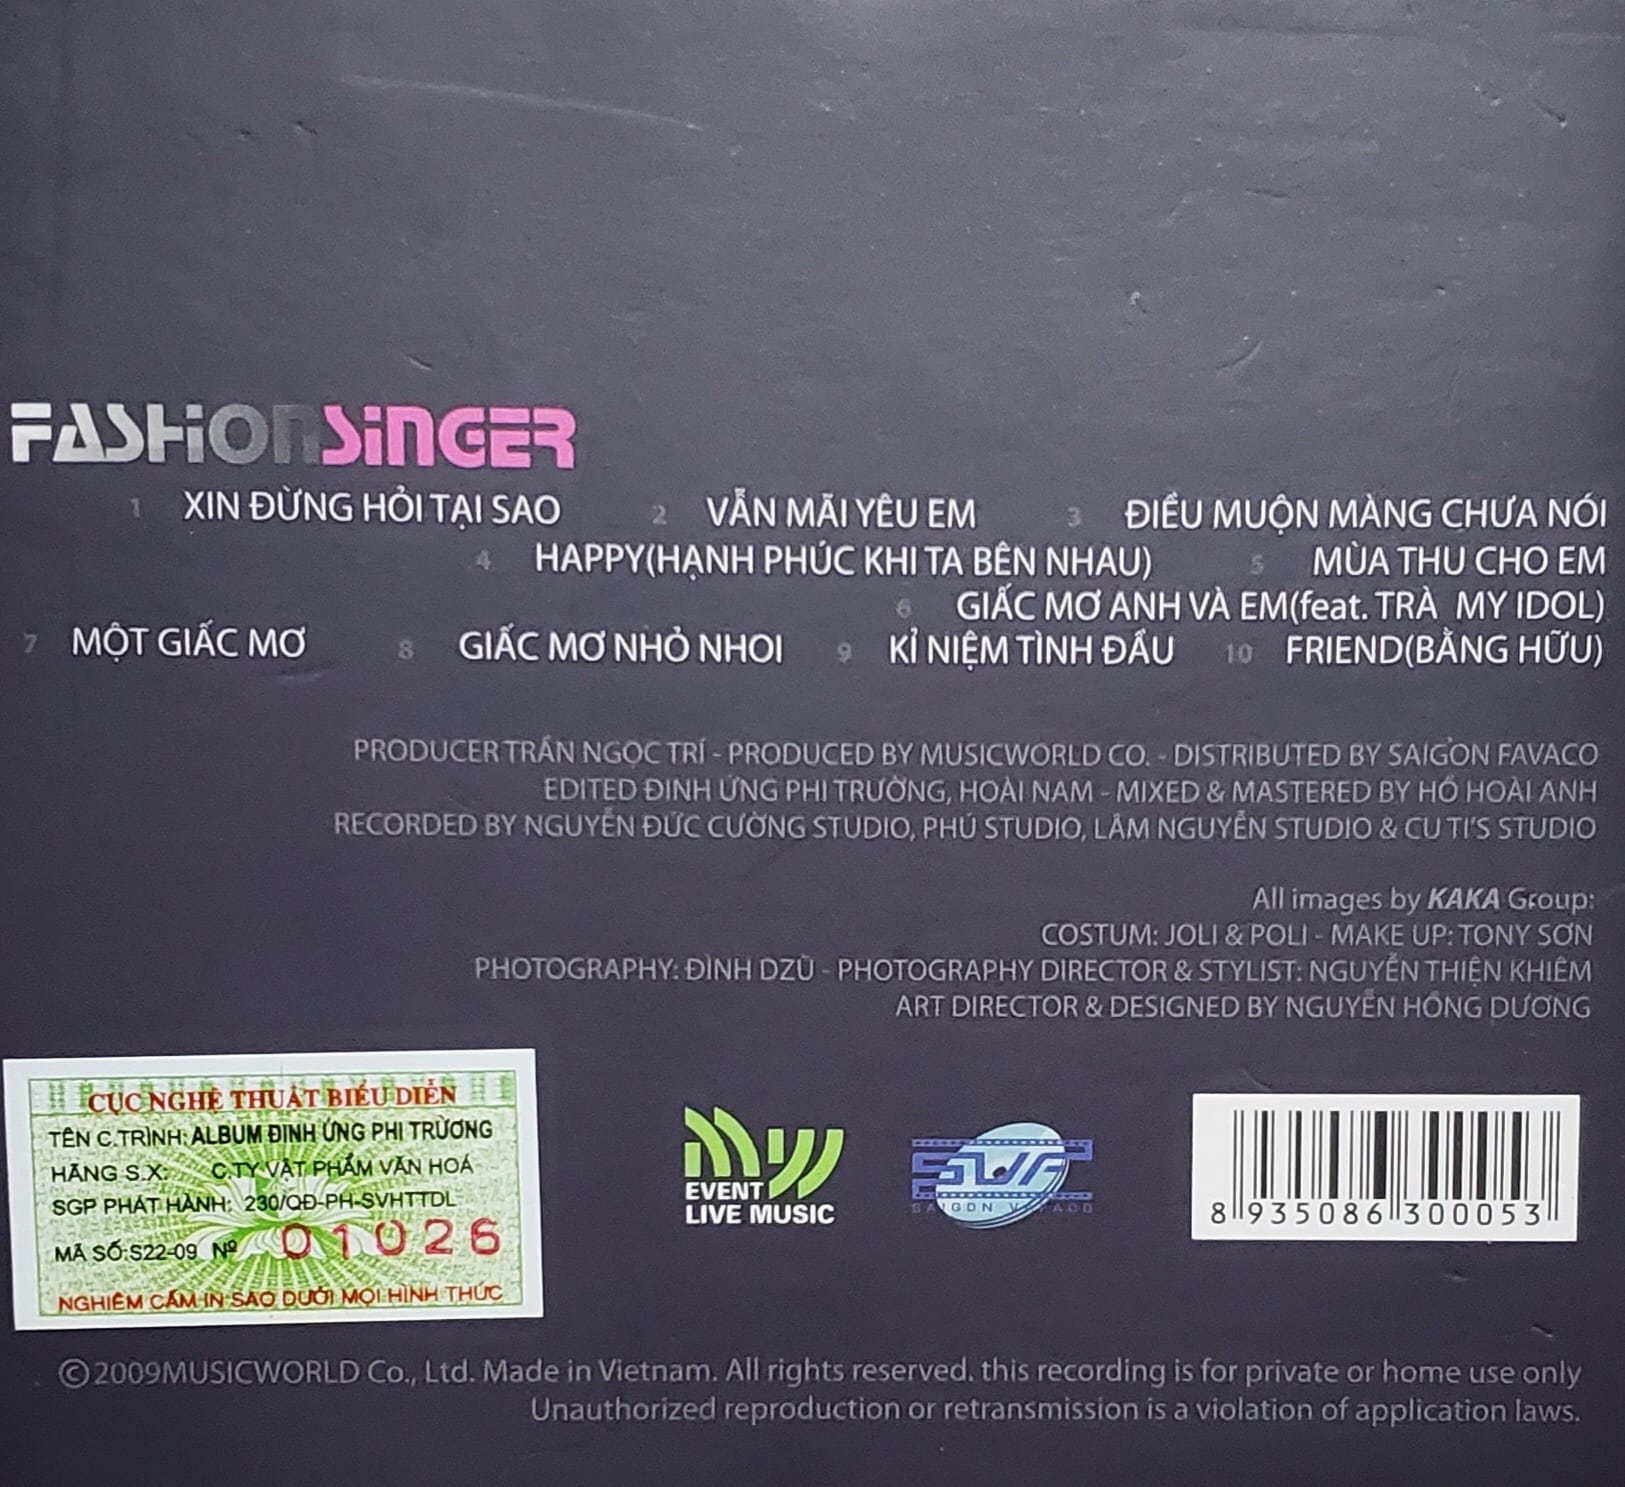 FASHiONSiNGER
1 XIN ĐỪNG HỎI TẠI SAO 2 VẪN MÃI YÊU EM 3 ĐIỀU MUỘN MÀNG CHƯA NÓI
4 HAPPY(HẠNH PHÚC KHI TA BÊN NHAU) 5 MÙA THU CHO EM
6 GIẤC MƠ ANH VÀ EM(feat. TRÀ MY IDOL)
7 MỘT GIẤC MƠ 8 GIẤC MƠ NHỎ NHOI 9 KỈ NIỆM TÌNH ĐẦU 10 FRIEND(BẰNG HỮU)
PRODUCER TRẦN NGỌC TRÍ - PRODUCED BY MUSICWORLD CO. - DISTRIBUTED BY SAIGON FAVACO
EDITED ĐINH ỨNG PHI TRƯỜNG, HOÀI NAM - MIXED & MASTERED BY HỒ HOÀI ANH
RECORDED BY NGUYỄN ĐỨC CƯỜNG STUDIO, PHÚ STUDIO, LÂM NGUYỄN STUDIO & CU TI'S STUDIO
All images by KAKA Group:
COSTUM: JOLI & POLI - MAKE UP: TONY SƠN
PHOTOGRAPHY: ĐÌNH DZŨ - PHOTOGRAPHY DIRECTOR & STYLIST: NGUYỄN THIỆN KHIÊM
ART DIRECTOR & DESIGNED BY NGUYỄN HỒNG DƯƠNG
CỤC NGHỆ THUẬT BIỂU DIỄN
TÊN C.TRÌNH: ALBUM ĐINH ỨNG PHI TRƯỜNG
HÃNG S.X: C.TY VẬT PHẨM VĂN HOÁ
SGP PHÁT HÀNH: 230/QĐ-PH-SVHTTDL
MÃ SỐ:S22-09 Nº 01026
NGHIÊM CẤM IN SAO DƯỚI MỌI HÌNH THỨC
EVENT
LIVE MUSIC
SAIGON VAFACO
8 935086 300053
©2009MUSICWORLD Co., Ltd. Made in Vietnam. All rights reserved. this recording is for private or home use only
Unauthorized reproduction or retransmission is a violation of application laws.